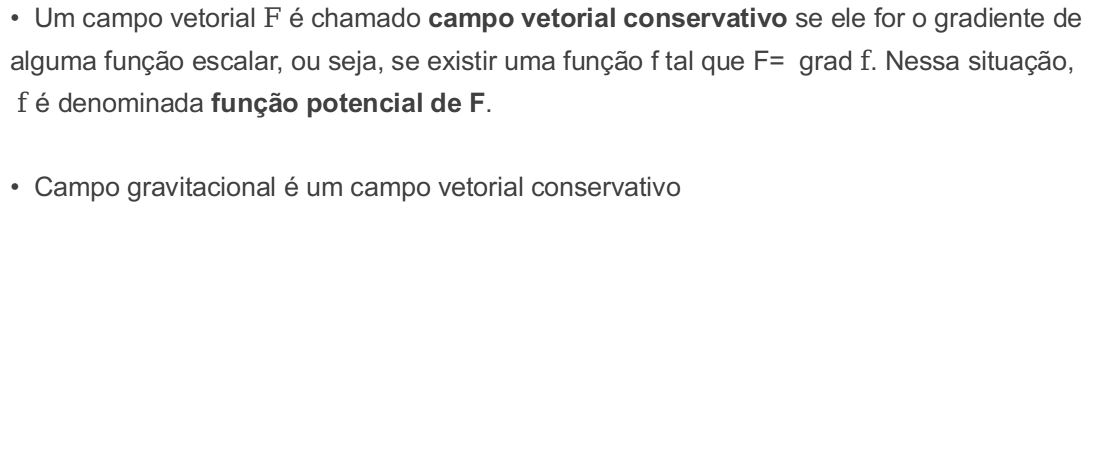 • Um campo vetorial F é chamado campo vetorial conservativo se ele for o gradiente de
alguma função escalar, ou seja, se existir uma função f tal que F= grad f. Nessa situação,
f é denominada função potencial de F.
• Campo gravitacional é um campo vetorial conservativo